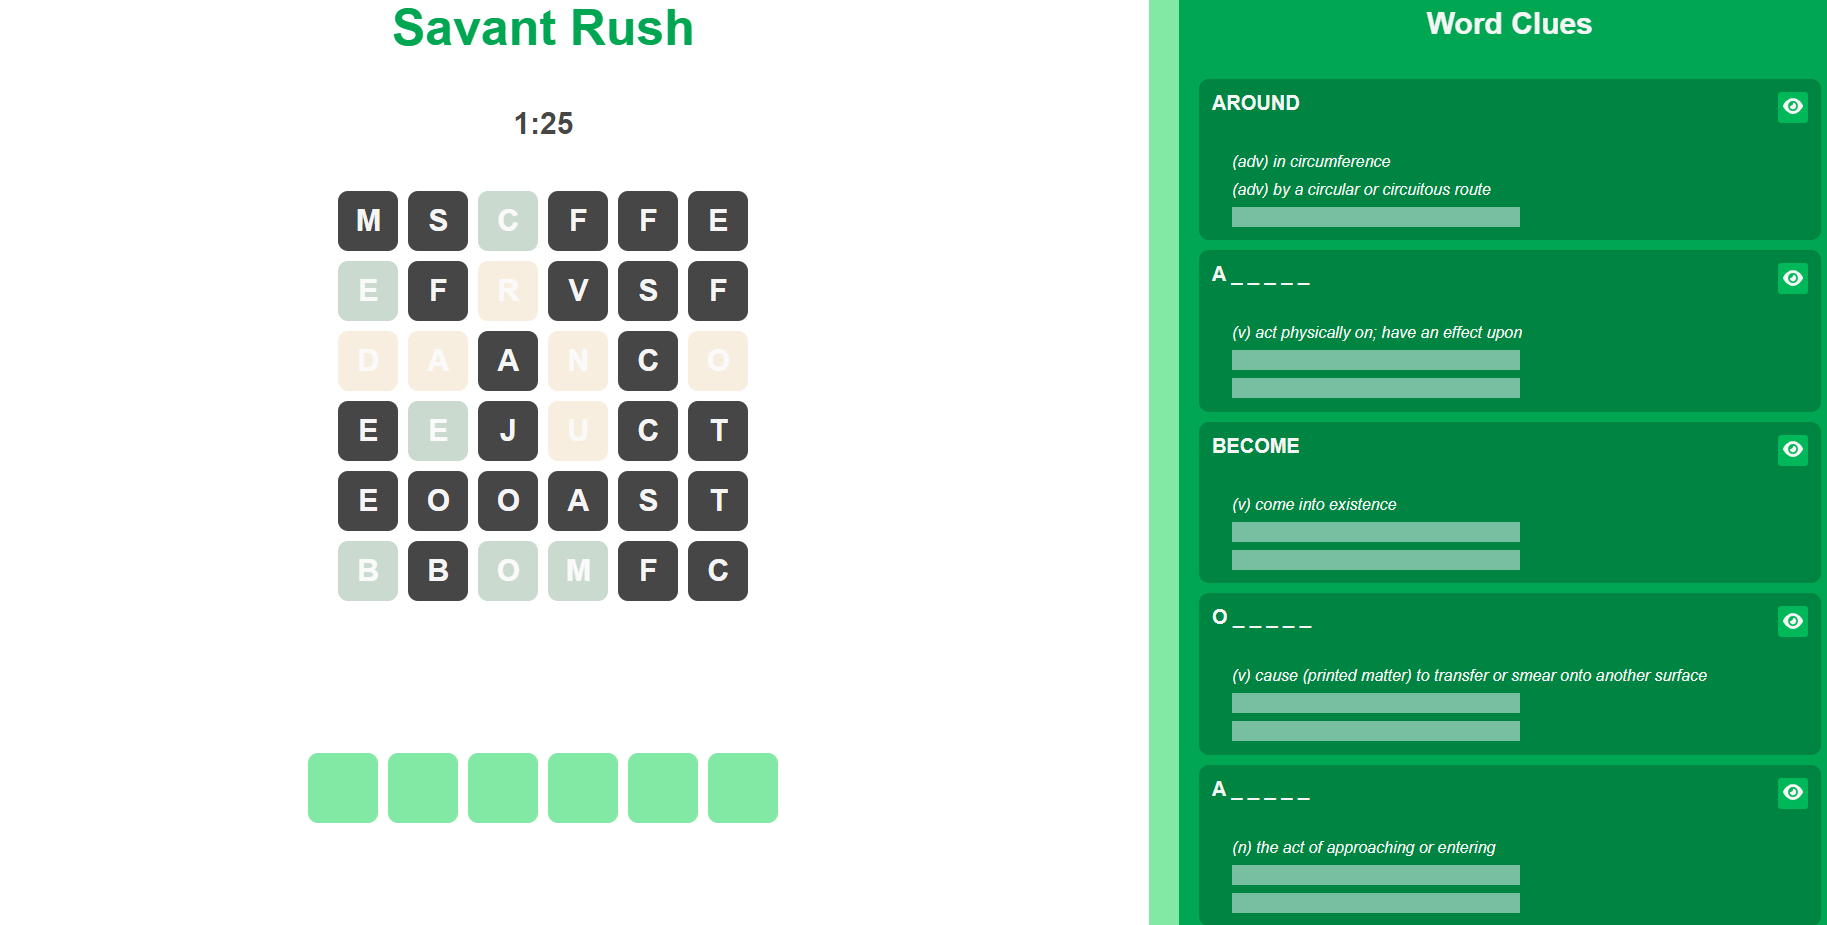 Savant Rush
1:25
M S C F F E
E F R V S F
D A A N C O
E E J U C T
E O O A S T
B B O M F C
Word Clues
AROUND
(adv) in circumference
(adv) by a circular or circuitous route
A _ _ _ _ _
(v) act physically on; have an effect upon
BECOME
(v) come into existence
O _ _ _ _ _
(v) cause (printed matter) to transfer or smear onto another surface
A _ _ _ _ _
(n) the act of approaching or entering